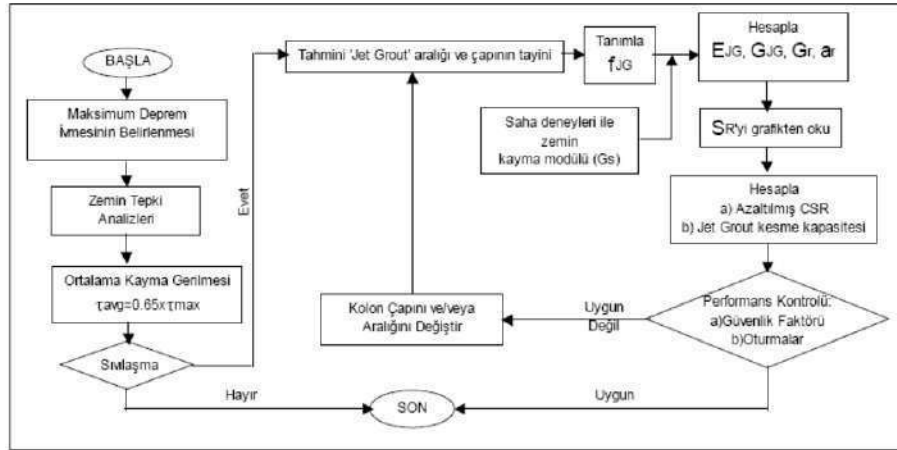 BAŞLA
Maksimum Deprem
İvmesinin Belirlenmesi
Zemin Tepki
Analizleri
Ortalama Kayma Gerilmesi
τavg=0.65xτmax
Sıvılaşma
Evet
Hayır
Tahmini 'Jet Grout' aralığı ve çapının tayini
Tanımla
fJG
Saha deneyleri ile
zemin
kayma modülü (Gs)
Hesapla
EJG, GJG, Gr, ar
SR'yi grafikten oku
Hesapla
a) Azaltılmış CSR
b) Jet Grout kesme kapasitesi
Performans Kontrolü:
a)Güvenlik Faktörü
b)Oturmalar
Uygun
Değil
Kolon Çapını ve/veya
Aralığını Değiştir
Uygun
SON